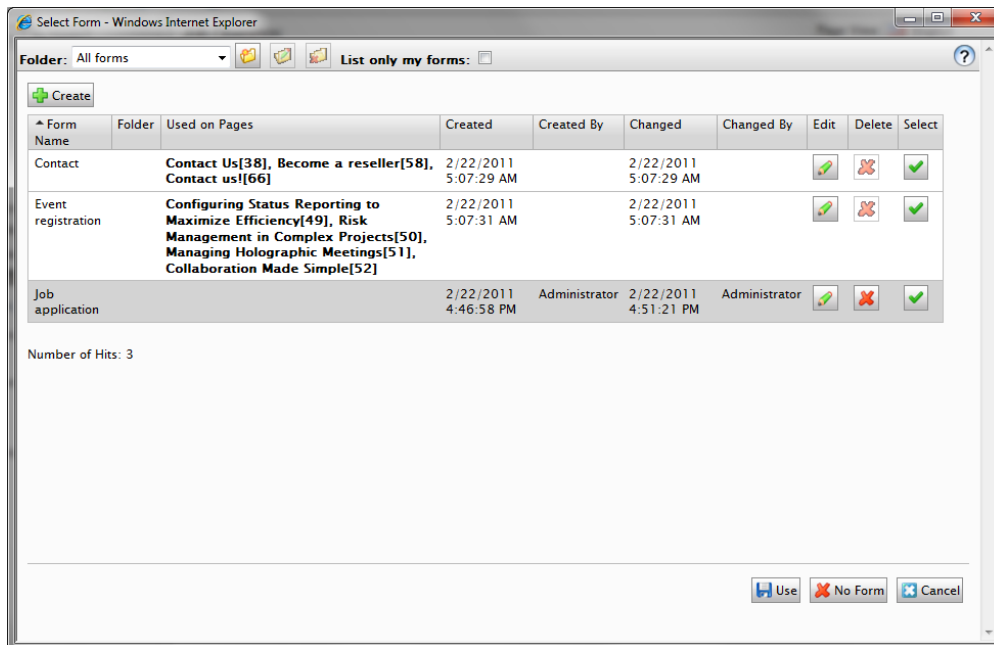 Select Form - Windows Internet Explorer
Folder: All forms List only my forms:
Create
Form Name Folder Used on Pages Created Created By Changed Changed By Edit Delete Select
Contact Contact Us[38], Become a reseller[58], 2/22/2011 2/22/2011
Contact us![66] 5:07:29 AM 5:07:29 AM
Event Configuring Status Reporting to 2/22/2011 2/22/2011
registration Maximize Efficiency[49], Risk 5:07:31 AM 5:07:31 AM
Management in Complex Projects[50],
Managing Holographic Meetings[51],
Collaboration Made Simple[52]
Job 2/22/2011 Administrator 2/22/2011 Administrator
application 4:46:58 PM 4:51:21 PM
Number of Hits: 3
Use No Form Cancel